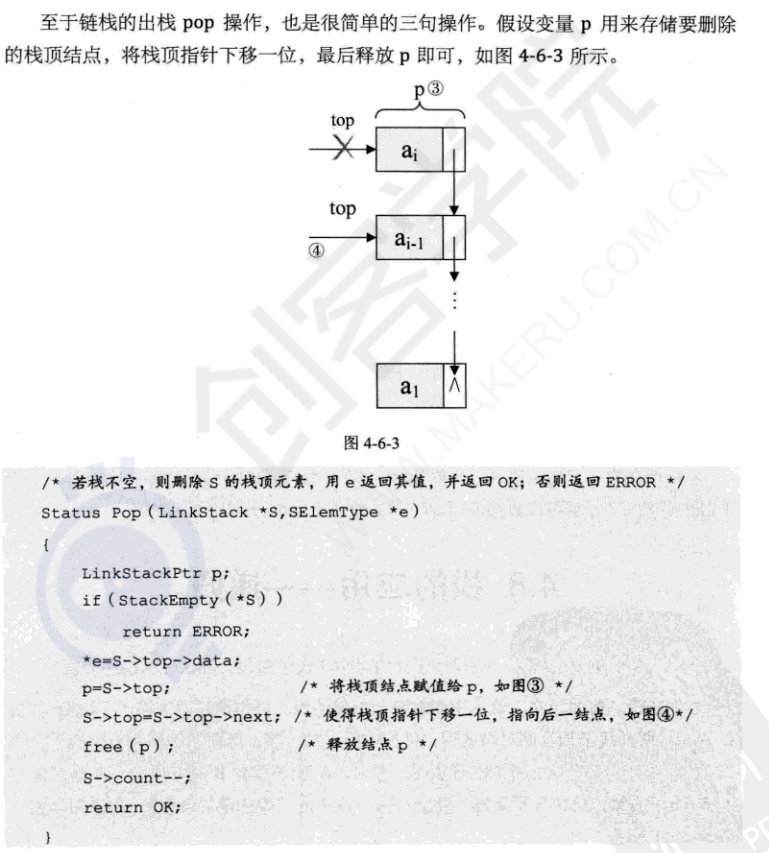 至于链栈的出栈 pop 操作，也是很简单的三句操作。假设变量 p 用来存储要删除
的栈顶结点，将栈顶指针下移一位，最后释放 p 即可，如图 4-6-3 所示。
p③
top
ai
top
④
ai-1
⋮
a1
∧
图 4-6-3
/* 若栈不空，则删除 S 的栈顶元素，用 e 返回其值，并返回 OK；否则返回 ERROR */
Status Pop(LinkStack *S,SElemType *e)
{
LinkStackPtr p;
if(StackEmpty(*S))
return ERROR;
*e=S->top->data;
p=S->top; /* 将栈顶结点赋值给 p，如图③ */
S->top=S->top->next; /* 使得栈顶指针下移一位，指向后一结点，如图④*/
free(p); /* 释放结点 p */
S->count--;
return OK;
}
创客学院
WWW.MAKERU.COM.CN